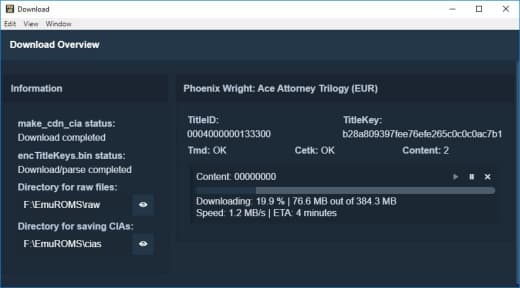 Download
Edit View Window
Download Overview
Information
make_cdn_cia status:
Download completed
encTitleKeys.bin status:
Download/parse completed
Directory for raw files:
F:\EmuROMS\raw
Directory for saving CIAs:
F:\EmuROMS\cias
Phoenix Wright: Ace Attorney Trilogy (EUR)
TitleID: TitleKey:
0004000000133300 b28a809397fee76efe265c0c0c0ac7b1
Tmd: OK Cetk: OK Content: 2
Content: 00000000
Downloading: 19.9 % | 76.6 MB out of 384.3 MB
Speed: 1.2 MB/s | ETA: 4 minutes